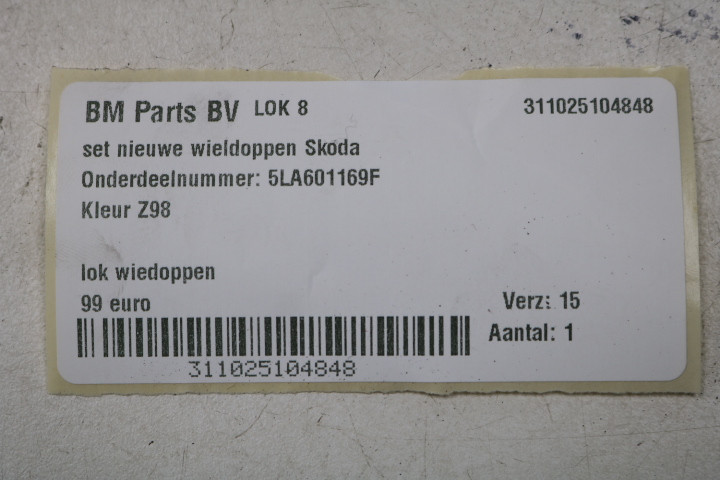 BM Parts BV LOK 8 311025104848
set nieuwe wieldoppen Skoda
Onderdeelnummer: 5LA601169F
Kleur Z98
lok wiedoppen
99 euro Verz: 15
Aantal: 1
311025104848